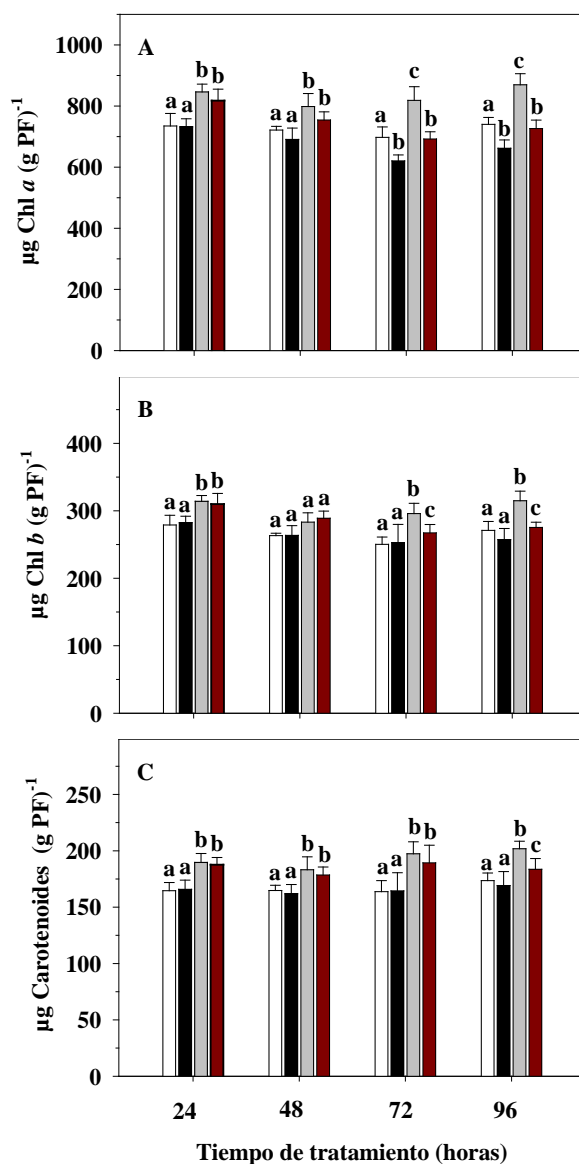 A
1000
800
600
400
200
0
µg Chl a (g PF)-1
a a b b
a a b b
a b c b
a b c b
B
400
300
200
100
0
µg Chl b (g PF)-1
a a b b
a a a a
a a b c
a a b c
C
250
200
150
100
50
0
µg Carotenoides (g PF)-1
a a b b
a a b b
a a b b
a a b c
24 48 72 96
Tiempo de tratamiento (horas)